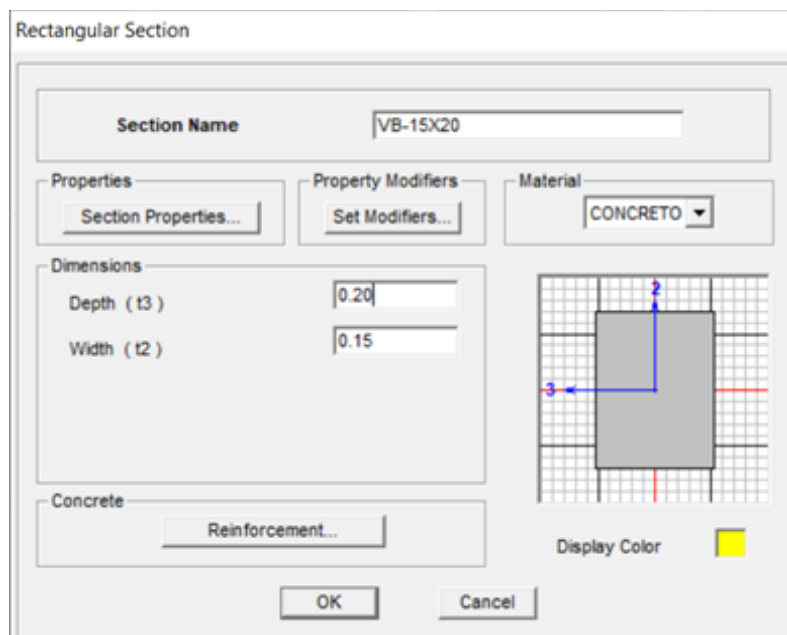 Rectangular Section
Section Name
VB-15X20
Properties
Section Properties...
Property Modifiers
Set Modifiers...
Material
CONCRETO
Dimensions
Depth ( t3 )
0.20
Width ( t2 )
0.15
2
3
Concrete
Reinforcement...
Display Color
OK
Cancel